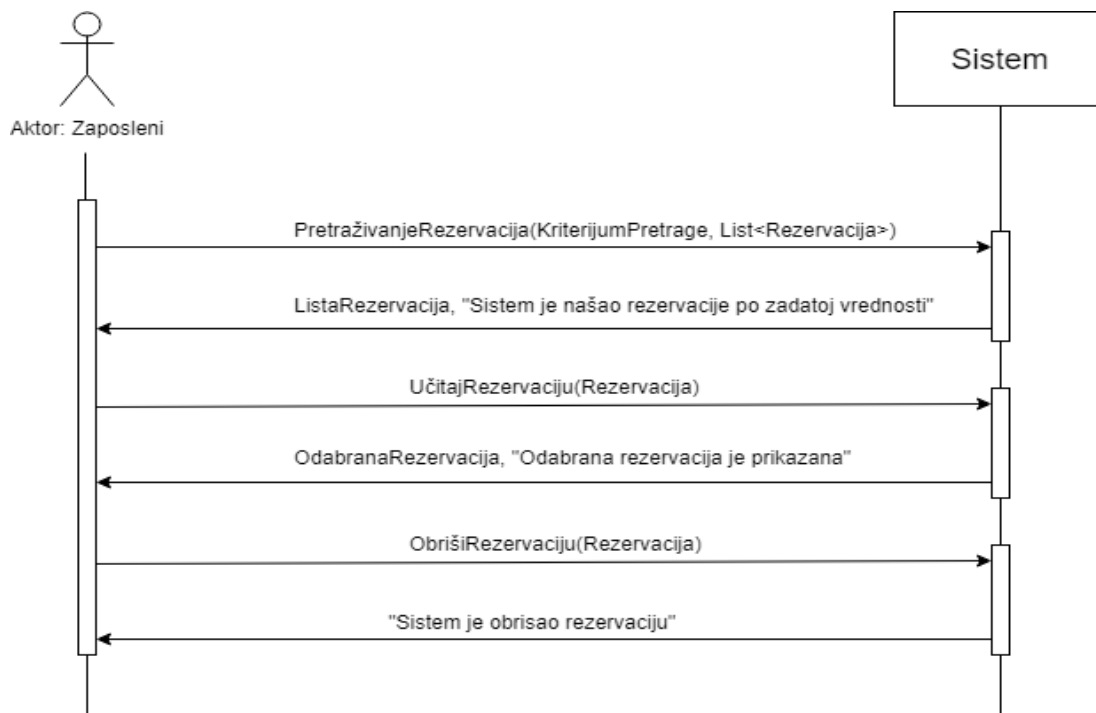 Sistem
Aktor: Zaposleni
PretraživanjeRezervacija(KriterijumPretrage, List<Rezervacija>)
ListaRezervacija, "Sistem je našao rezervacije po zadatoj vrednosti"
UčitajRezervaciju(Rezervacija)
OdabranaRezervacija, "Odabrana rezervacija je prikazana"
ObrišiRezervaciju(Rezervacija)
"Sistem je obrisao rezervaciju"